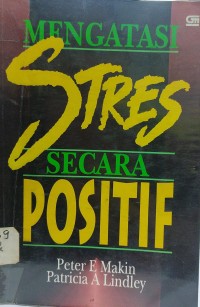 MENGATASI
STRES
SECARA
POSITIF
Peter E Makin
Patricia A Lindley